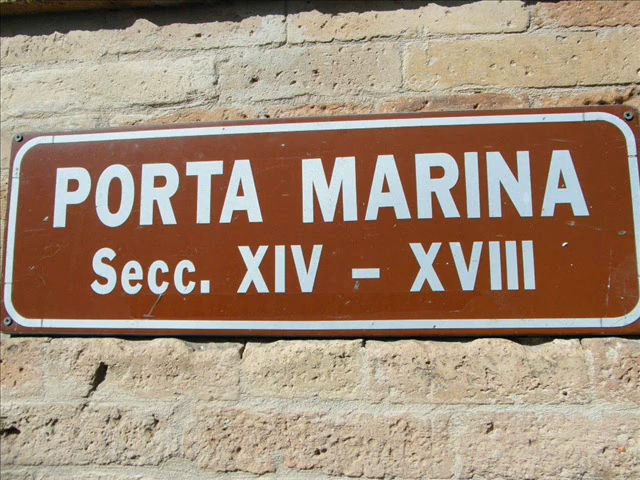 PORTA MARINA
Secc. XIV – XVIII